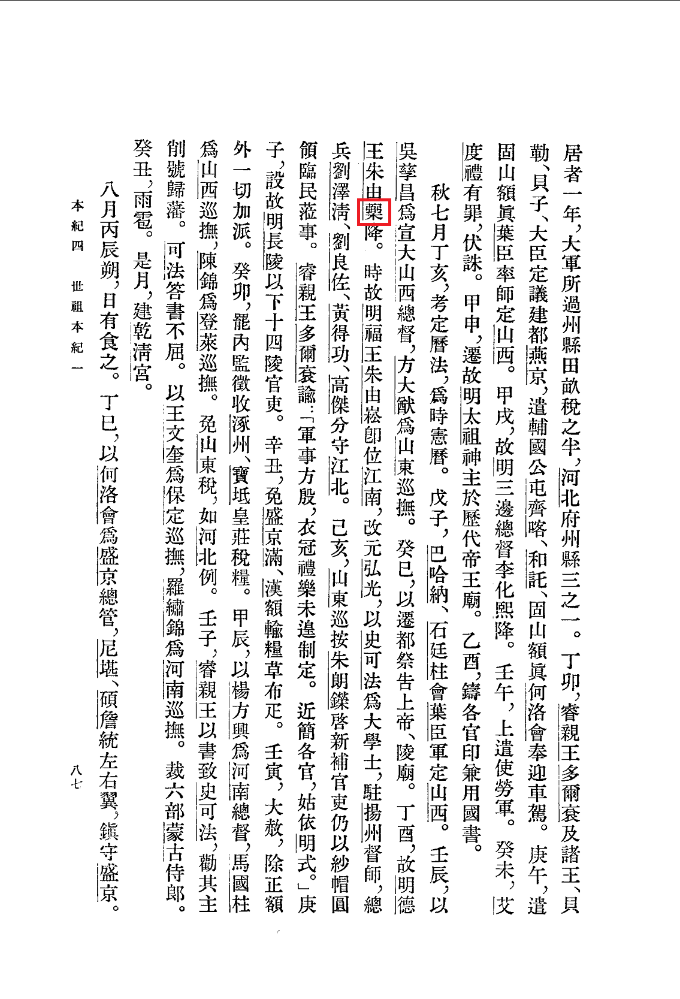 居者一年，大軍所過州縣田畝稅之半，河北府州縣三之一。丁卯，睿親王多爾袞及諸王、貝
勒、貝子、大臣定議建都燕京，遣輔國公屯齊喀、和託、固山額眞何洛會奉迎車駕。庚午，遣
固山額眞葉臣率師定山西。甲戌，故明三邊總督李化熙降。壬午，上遣使勞軍。癸未，艾
度禮有罪，伏誅。甲申，遷故明太祖神主於歷代帝王廟。乙酉，鑄各官印兼用國書。
秋七月丁亥，考定曆法，爲時憲曆。戊子，巴哈納、石廷柱會葉臣軍定山西。壬辰，以
吳孳昌爲宣大山西總督，方大猷爲山東巡撫。癸巳，以遷都祭告上帝、陵廟。丁酉，故明德
王朱由降。時故明福王朱由崧卽位江南，改元弘光，以史可法爲大學士，駐揚州督師，總
兵劉澤淸、劉良佐、黃得功、高傑分守江北。己亥，山東巡按朱朗鑅啓新補官吏仍以紗帽圓
領臨民蒞事。睿親王多爾袞諭：「軍事方殷，衣冠禮樂未遑制定。近簡各官，姑依明式。」庚
子，設故明長陵以下十四陵官吏。辛丑，免盛京滿、漢額輸糧草布疋。壬寅，大赦，除正額
外一切加派。癸卯，罷內監徵收涿州、寶坻皇莊稅糧。甲辰，以楊方興爲河南總督，馬國柱
爲山西巡撫，陳錦爲登萊巡撫。免山東稅，如河北例。壬子，睿親王以書致史可法，勸其主
削號歸藩。可法答書不屈。以王文奎爲保定巡撫，羅繡錦爲河南巡撫。裁六部蒙古侍郎。
癸丑，雨雹。是月，建乾淸宮。
八月丙辰朔，日有食之。丁巳，以何洛會爲盛京總管，尼堪、碩詹統左右翼，鎭守盛京。
本紀四　世祖本紀一
八七